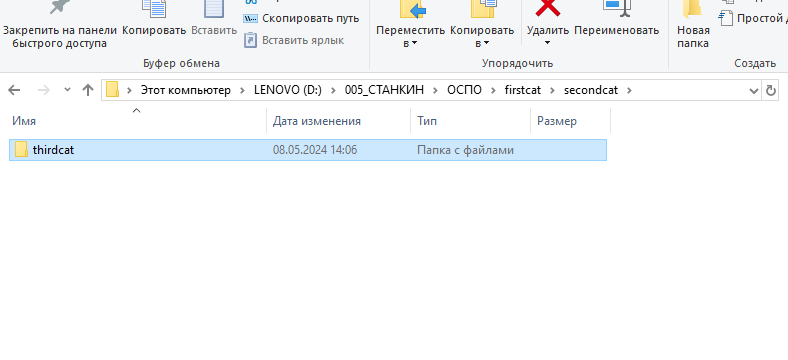 Скопировать путь
Простой д
Закрепить на панели быстрого доступа
Копировать
Вставить
Вставить ярлык
Переместить в
Копировать в
Удалить
Переименовать
Новая папка
Буфер обмена
Упорядочить
Создать
Этот компьютер > LENOVO (D:) > 005_СТАНКИН > ОСПО > firstcat > secondcat >
Имя Дата изменения Тип Размер
thirdcat 08.05.2024 14:06 Папка с файлами